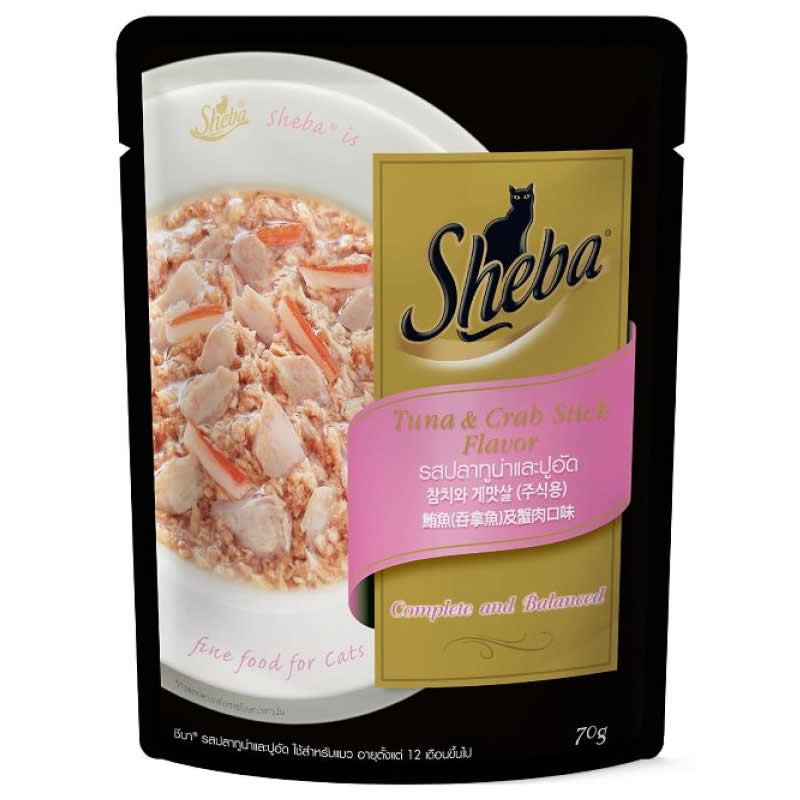 Sheba®
sheba® is
Sheba®
Tuna & Crab Stick
Flavor
รสปลาทูน่าและปูอัด
참치와 게맛살 (주식용)
鮪魚(吞拿魚)及蟹肉口味
Complete and Balanced
fine food for Cats
ชีบา® รสปลาทูน่าและปูอัด ใช้สำหรับแมว อายุตั้งแต่ 12 เดือนขึ้นไป
70g